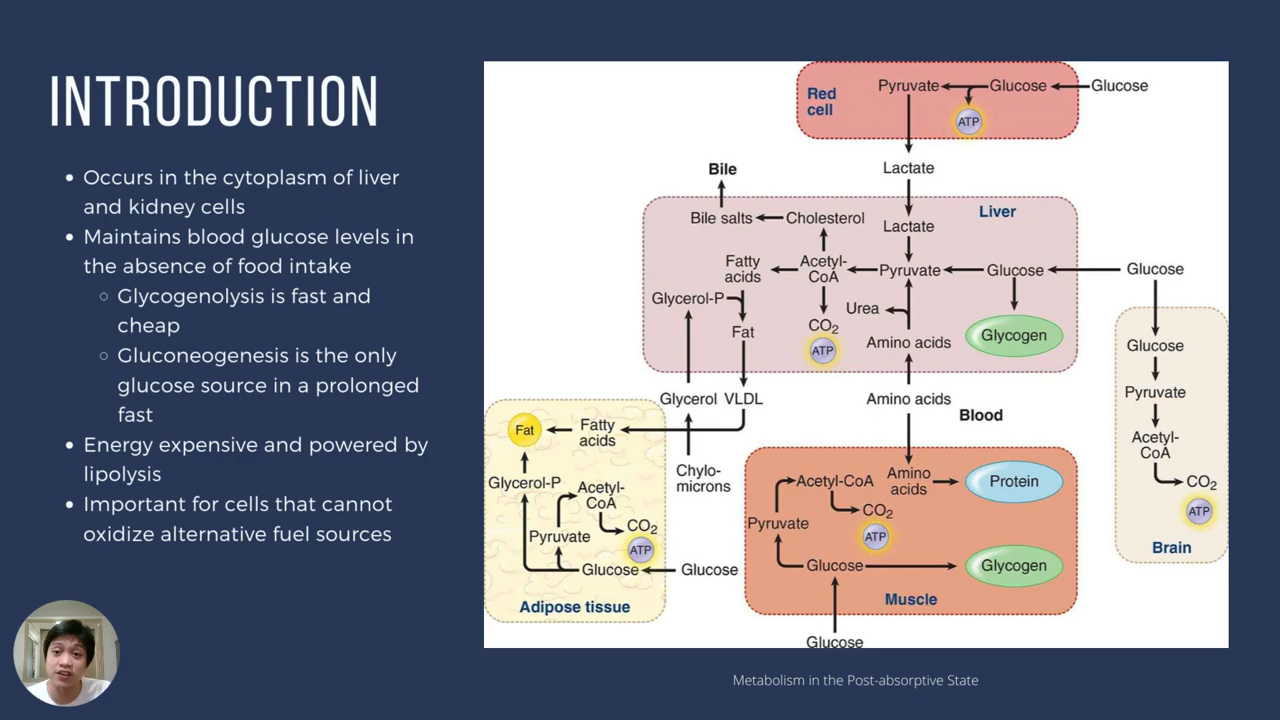 INTRODUCTION
Occurs in the cytoplasm of liver
and kidney cells
Maintains blood glucose levels in
the absence of food intake
Glycogenolysis is fast and
cheap
Gluconeogenesis is the only
glucose source in a prolonged
fast
Energy expensive and powered by
lipolysis
Important for cells that cannot
oxidize alternative fuel sources
Red
cell
Pyruvate
Glucose
Glucose
ATP
Lactate
Bile
Liver
Bile salts
Cholesterol
Lactate
Fatty
acids
Acetyl-
CoA
Pyruvate
Glucose
Glucose
Glycerol-P
Urea
Fat
CO2
ATP
Amino acids
Glycogen
Glucose
Pyruvate
Acetyl-
CoA
CO2
ATP
Brain
Glycerol
VLDL
Amino acids
Blood
Fat
Fatty
acids
Chylo-
microns
Glycerol-P
Acetyl-
CoA
CO2
ATP
Pyruvate
Glucose
Glucose
Adipose tissue
Acetyl-CoA
Amino
acids
Protein
CO2
ATP
Pyruvate
Glucose
Glycogen
Muscle
Glucose
Metabolism in the Post-absorptive State